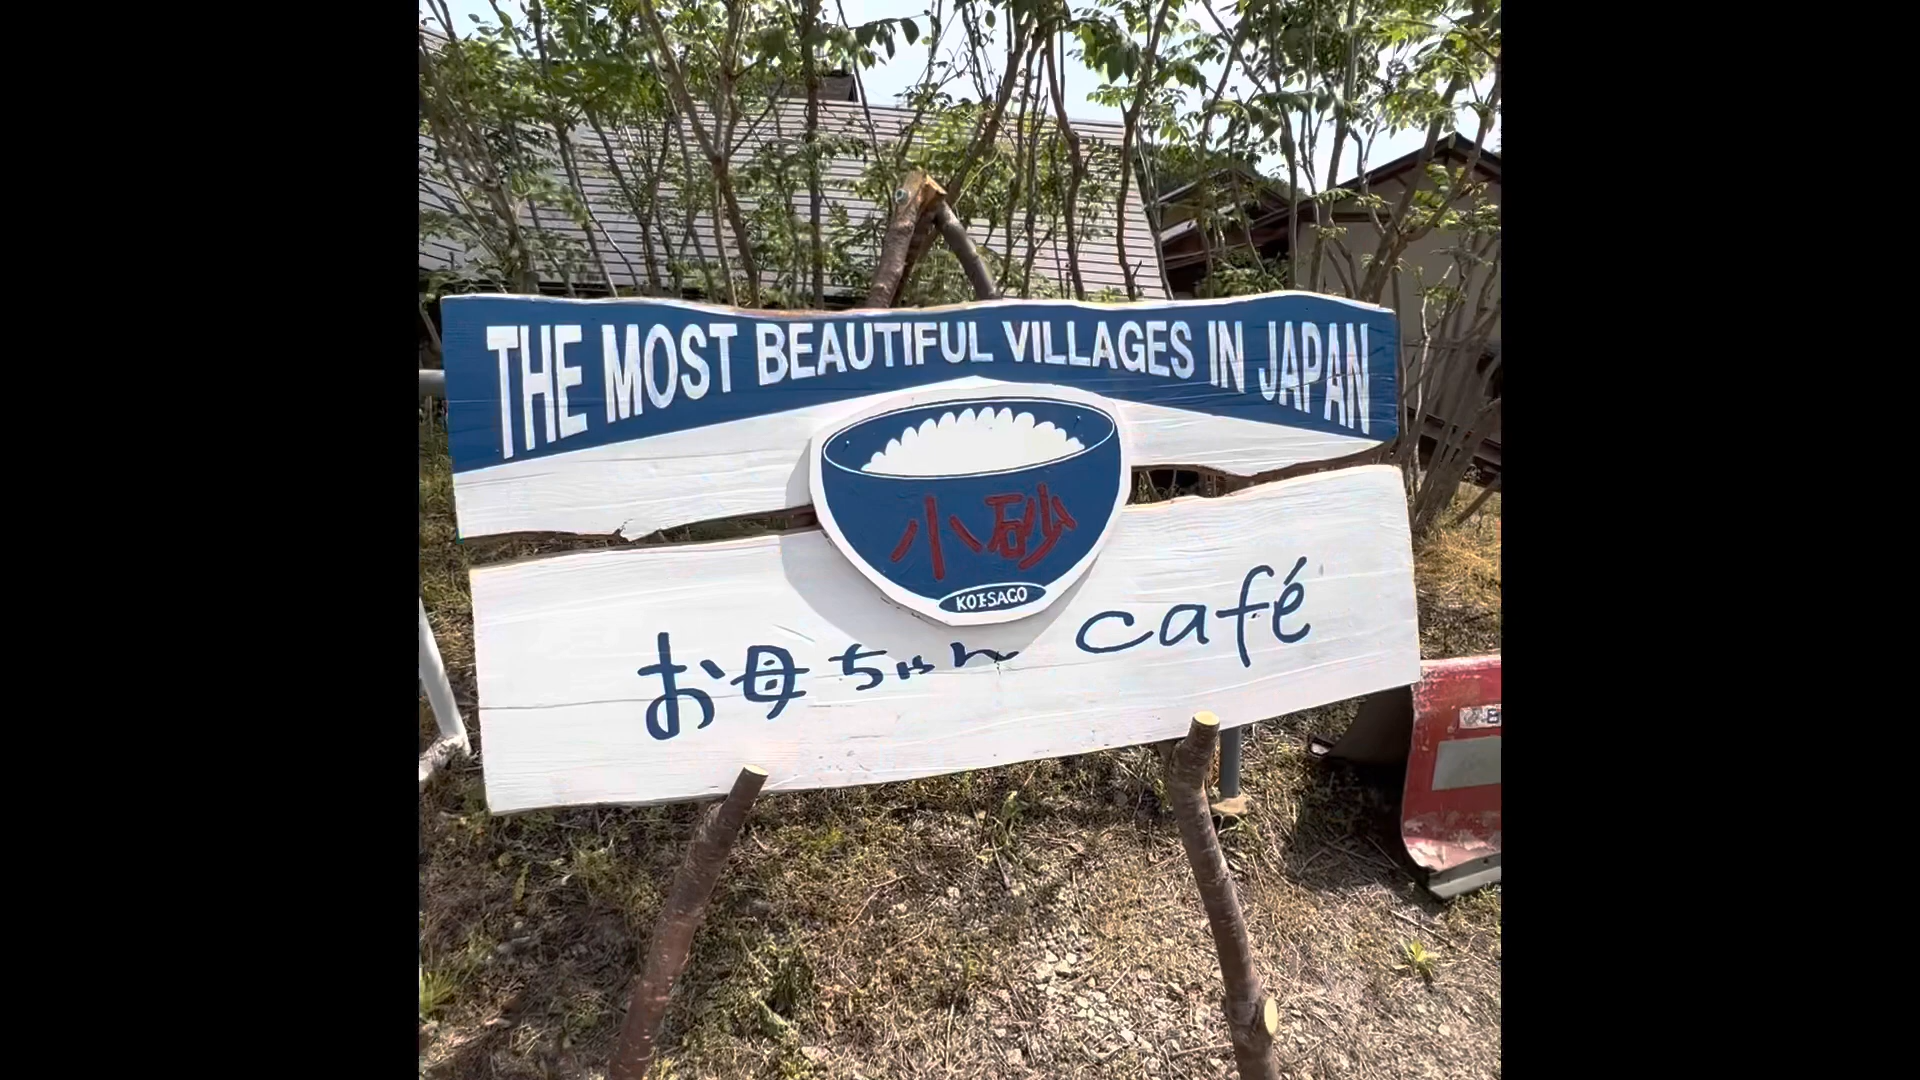 THE MOST BEAUTIFUL VILLAGES IN JAPAN
小砂
KOISAGO
お母ちゃん café